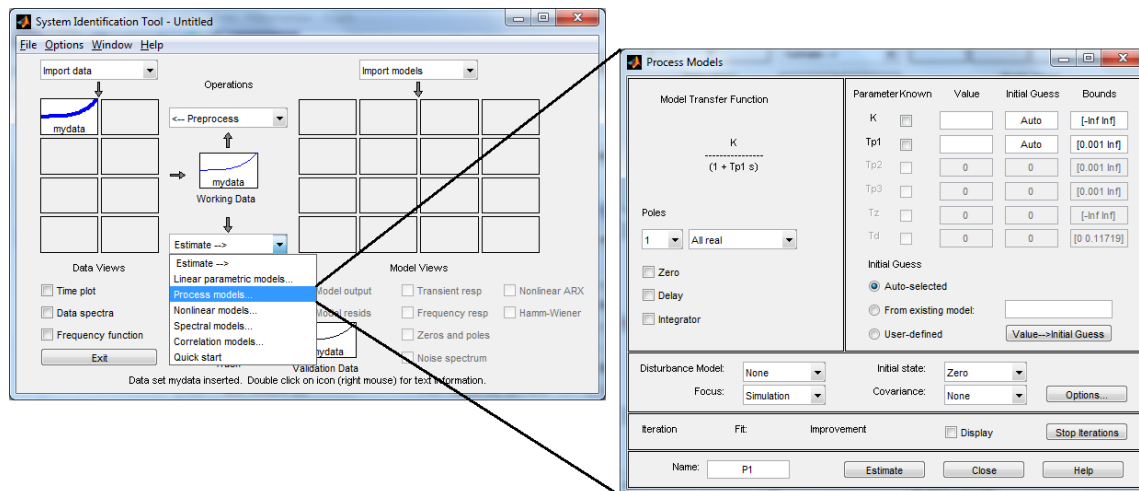 System Identification Tool - Untitled
File Options Window Help
Import data
Import models
Operations
mydata
<-- Preprocess
mydata
Working Data
Estimate -->
Estimate -->
Linear parametric models...
Process models...
Nonlinear models...
Spectral models...
Correlation models...
Quick start
Data Views
Model Views
Time plot
Data spectra
Frequency function
Exit
Model output
Transient resp
Nonlinear ARX
Model resids
Frequency resp
Hamm-Wiener
Zeros and poles
Noise spectrum
mydata
Trash
Validation Data
Data set mydata inserted. Double click on icon (right mouse) for text information.
Process Models
Model Transfer Function
K
(1 + Tp1 s)
Poles
1 All real
Zero
Delay
Integrator
Parameter Known Value Initial Guess Bounds
K Auto [-Inf Inf]
Tp1 Auto [0.001 Inf]
Tp2 0 0 [0.001 Inf]
Tp3 0 0 [0.001 Inf]
Tz 0 0 [-Inf Inf]
Td 0 0 [0 0.11719]
Initial Guess
Auto-selected
From existing model:
User-defined Value-->Initial Guess
Disturbance Model: None Initial state: Zero
Focus: Simulation Covariance: None Options...
Iteration Fit: Improvement Display Stop Iterations
Name: P1 Estimate Close Help